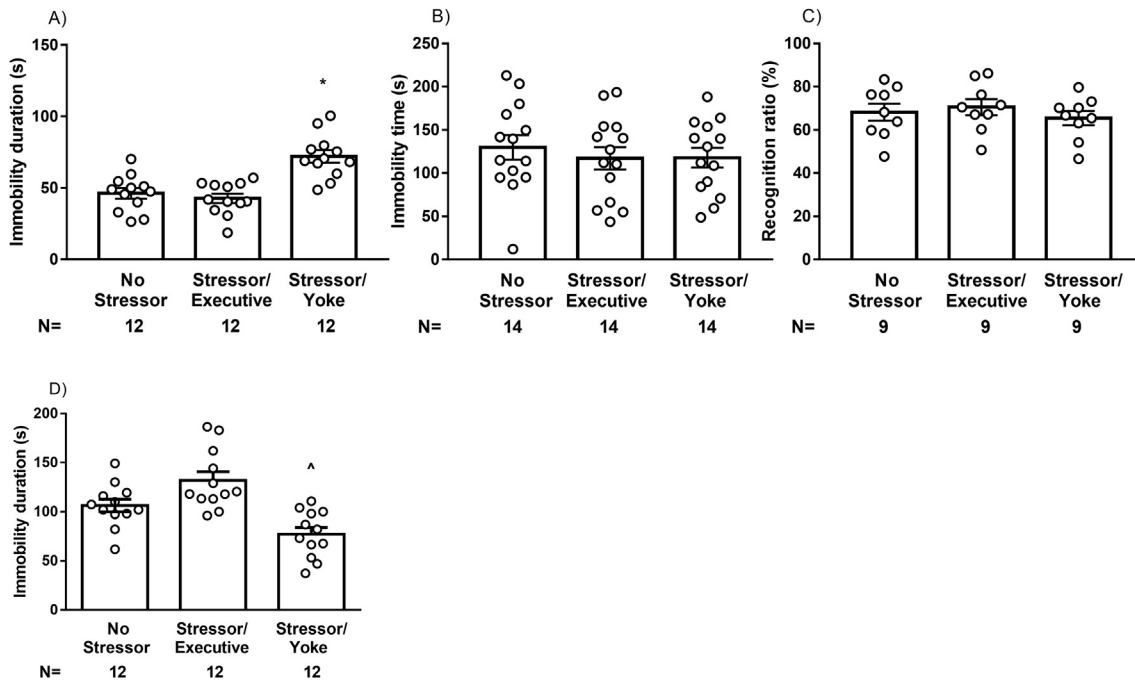 A)
Immobility duration (s)
150
100
50
0
*
No Stressor/ Stressor/
Stressor Executive Yoke
N= 12 12 12
B)
Immobility time (s)
250
200
150
100
50
0
No Stressor/ Stressor/
Stressor Executive Yoke
N= 14 14 14
C)
Recognition ratio (%)
100
80
60
40
20
0
No Stressor/ Stressor/
Stressor Executive Yoke
N= 9 9 9
D)
Immobility duration (s)
200
150
100
50
0
^
No Stressor/ Stressor/
Stressor Executive Yoke
N= 12 12 12